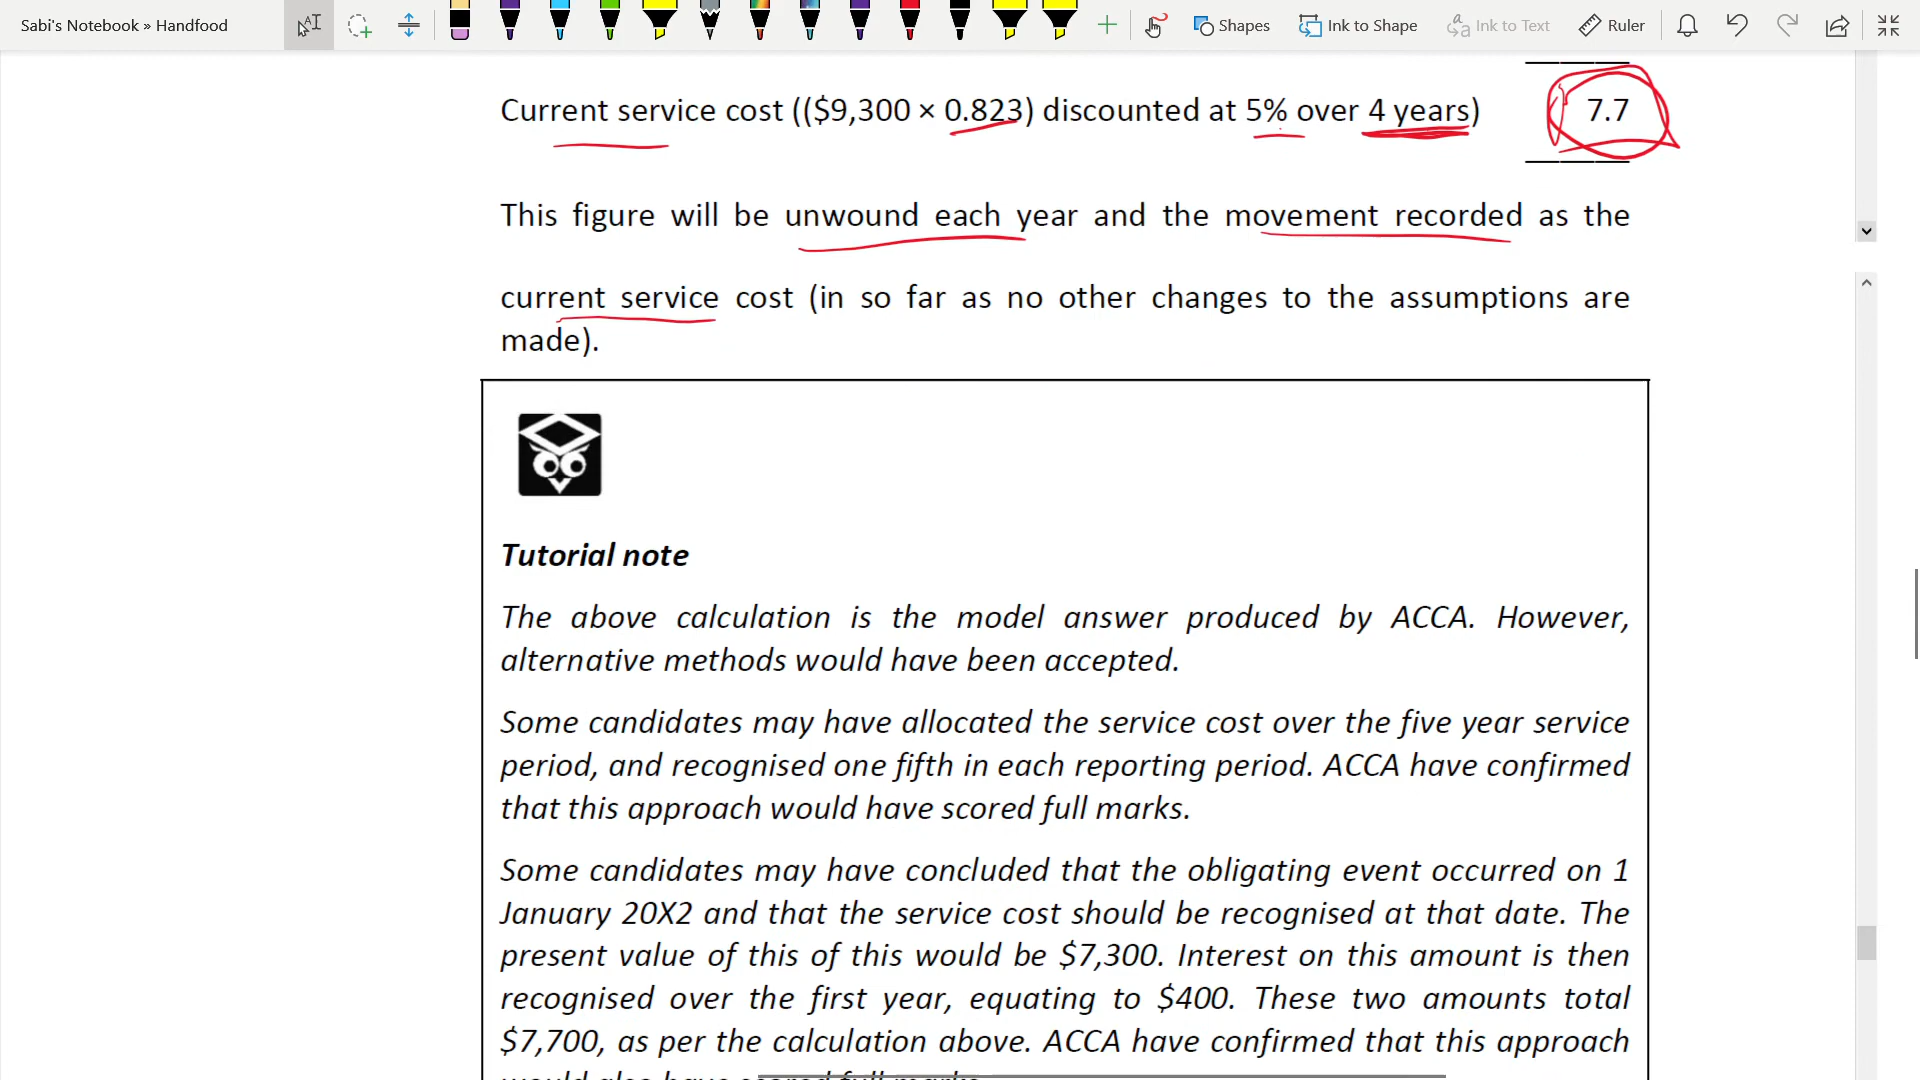 Sabi's Notebook » Handfood
Shapes
Ink to Shape
Ink to Text
Ruler
Current service cost (($9,300 × 0.823) discounted at 5% over 4 years) 7.7
This figure will be unwound each year and the movement recorded as the
current service cost (in so far as no other changes to the assumptions are
made).
Tutorial note
The above calculation is the model answer produced by ACCA. However,
alternative methods would have been accepted.
Some candidates may have allocated the service cost over the five year service
period, and recognised one fifth in each reporting period. ACCA have confirmed
that this approach would have scored full marks.
Some candidates may have concluded that the obligating event occurred on 1
January 20X2 and that the service cost should be recognised at that date. The
present value of this of this would be $7,300. Interest on this amount is then
recognised over the first year, equating to $400. These two amounts total
$7,700, as per the calculation above. ACCA have confirmed that this approach
would also have scored full marks.